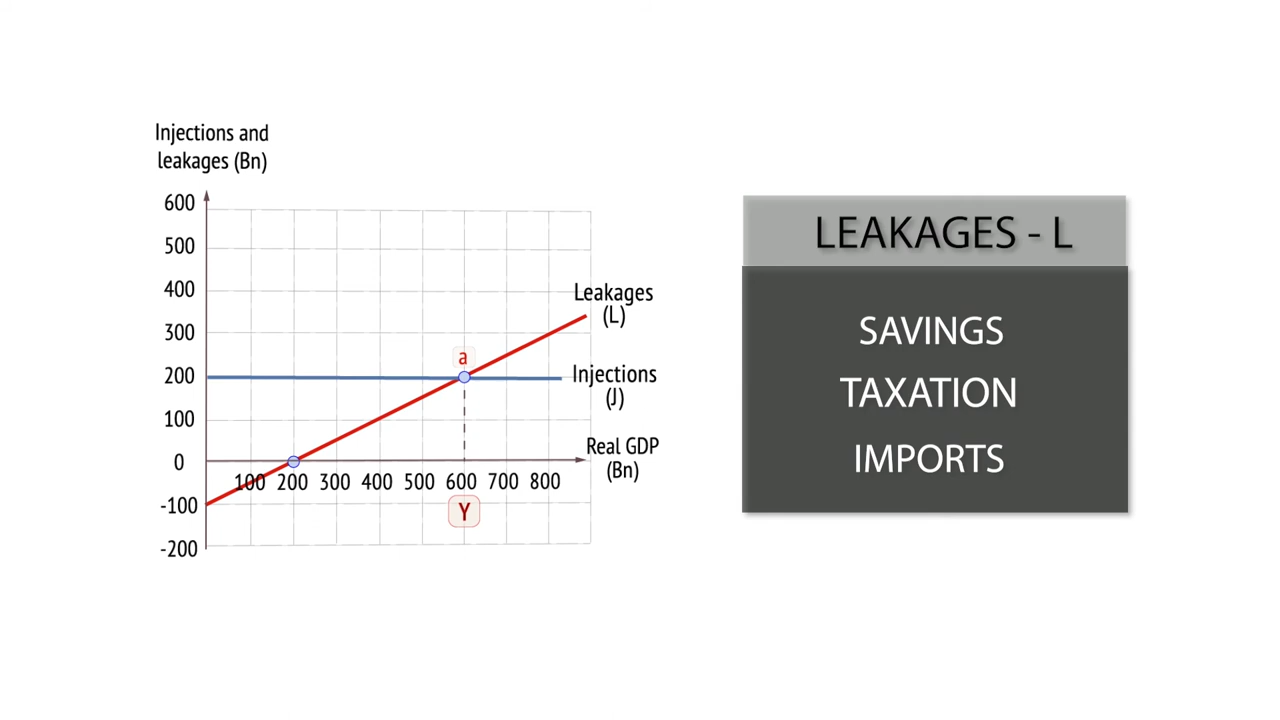 Injections and
leakages (Bn)
600
500
400
300
200
100
0
-100
-200
Leakages
(L)
a
Injections
(J)
Real GDP
(Bn)
100 200 300 400 500 600 700 800
Y
LEAKAGES - L
SAVINGS
TAXATION
IMPORTS